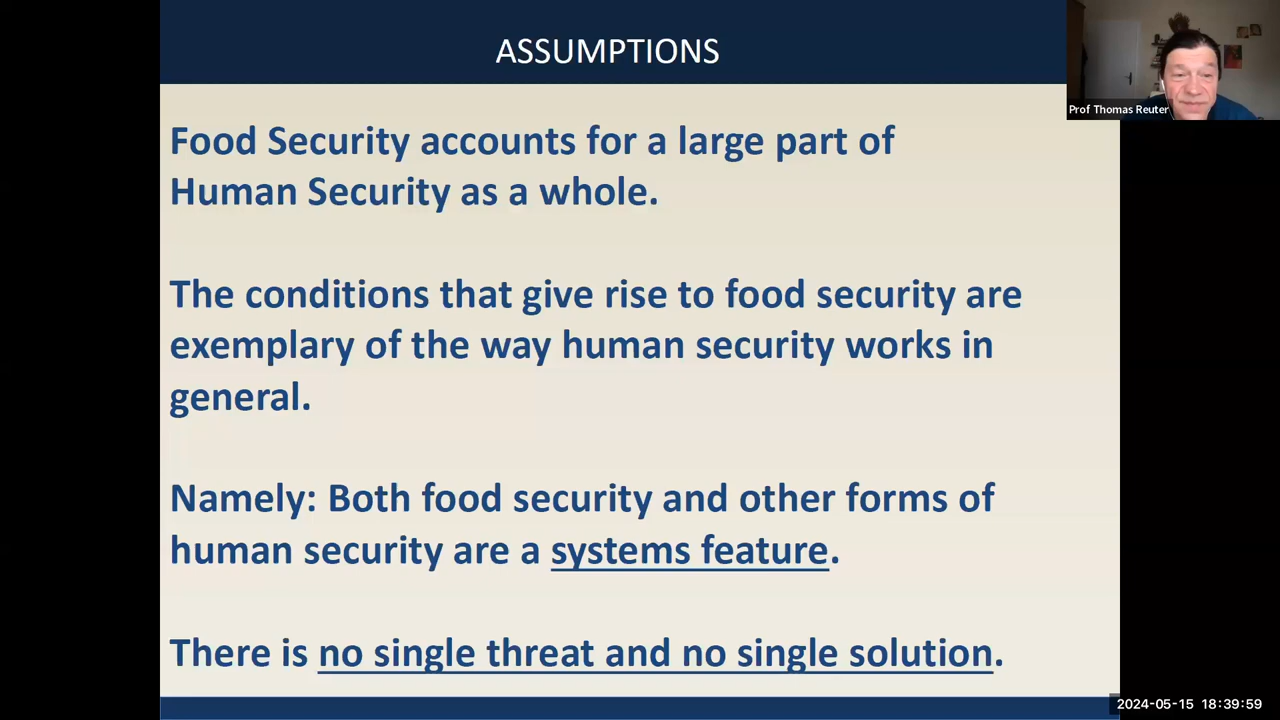 ASSUMPTIONS
Prof Thomas Reuter
Food Security accounts for a large part of
Human Security as a whole.
The conditions that give rise to food security are
exemplary of the way human security works in
general.
Namely: Both food security and other forms of
human security are a systems feature.
There is no single threat and no single solution.
2024-05-15 18:39:59